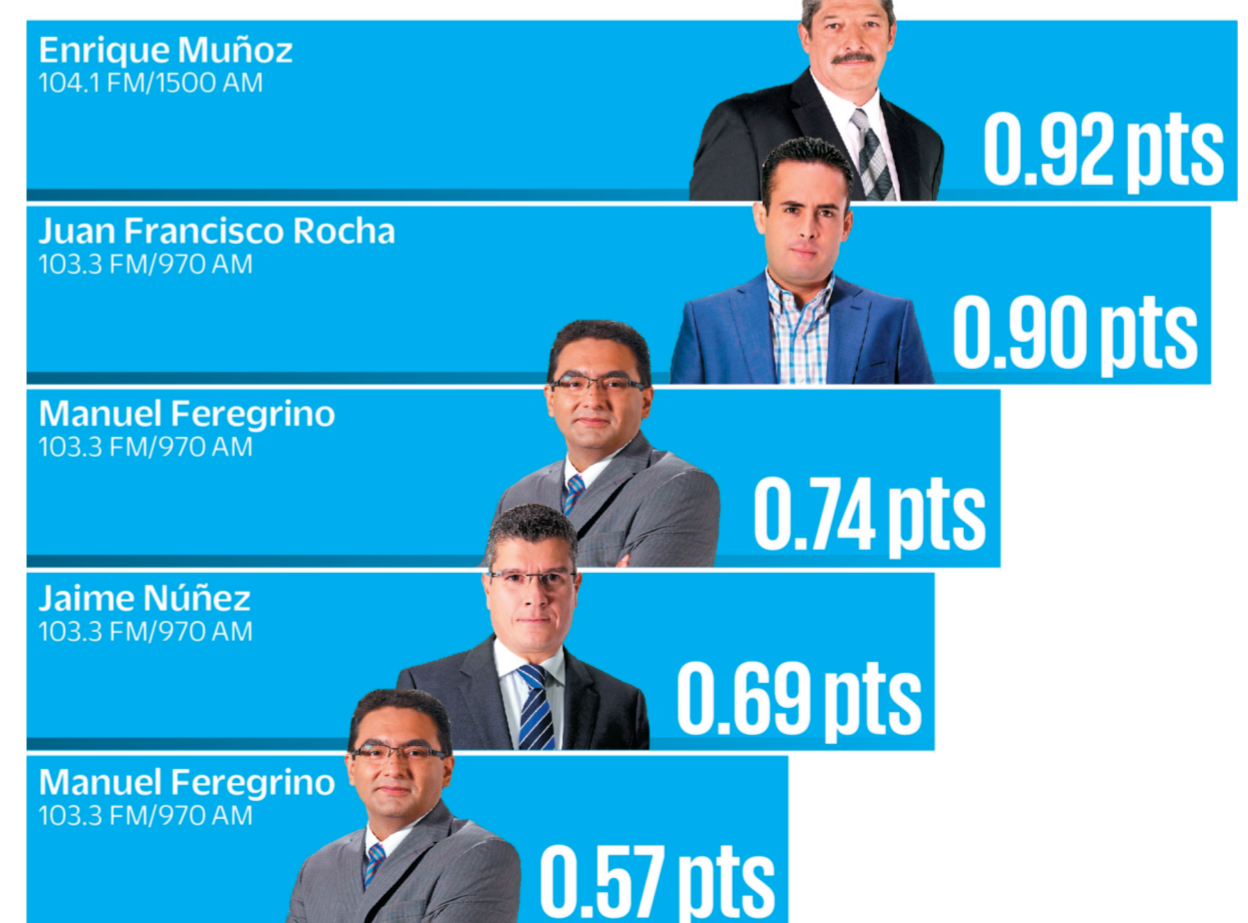 Enrique Muñoz
104.1 FM/1500 AM
0.92 pts
Juan Francisco Rocha
103.3 FM/970 AM
0.90 pts
Manuel Feregrino
103.3 FM/970 AM
0.74 pts
Jaime Núñez
103.3 FM/970 AM
0.69 pts
Manuel Feregrino
103.3 FM/970 AM
0.57 pts